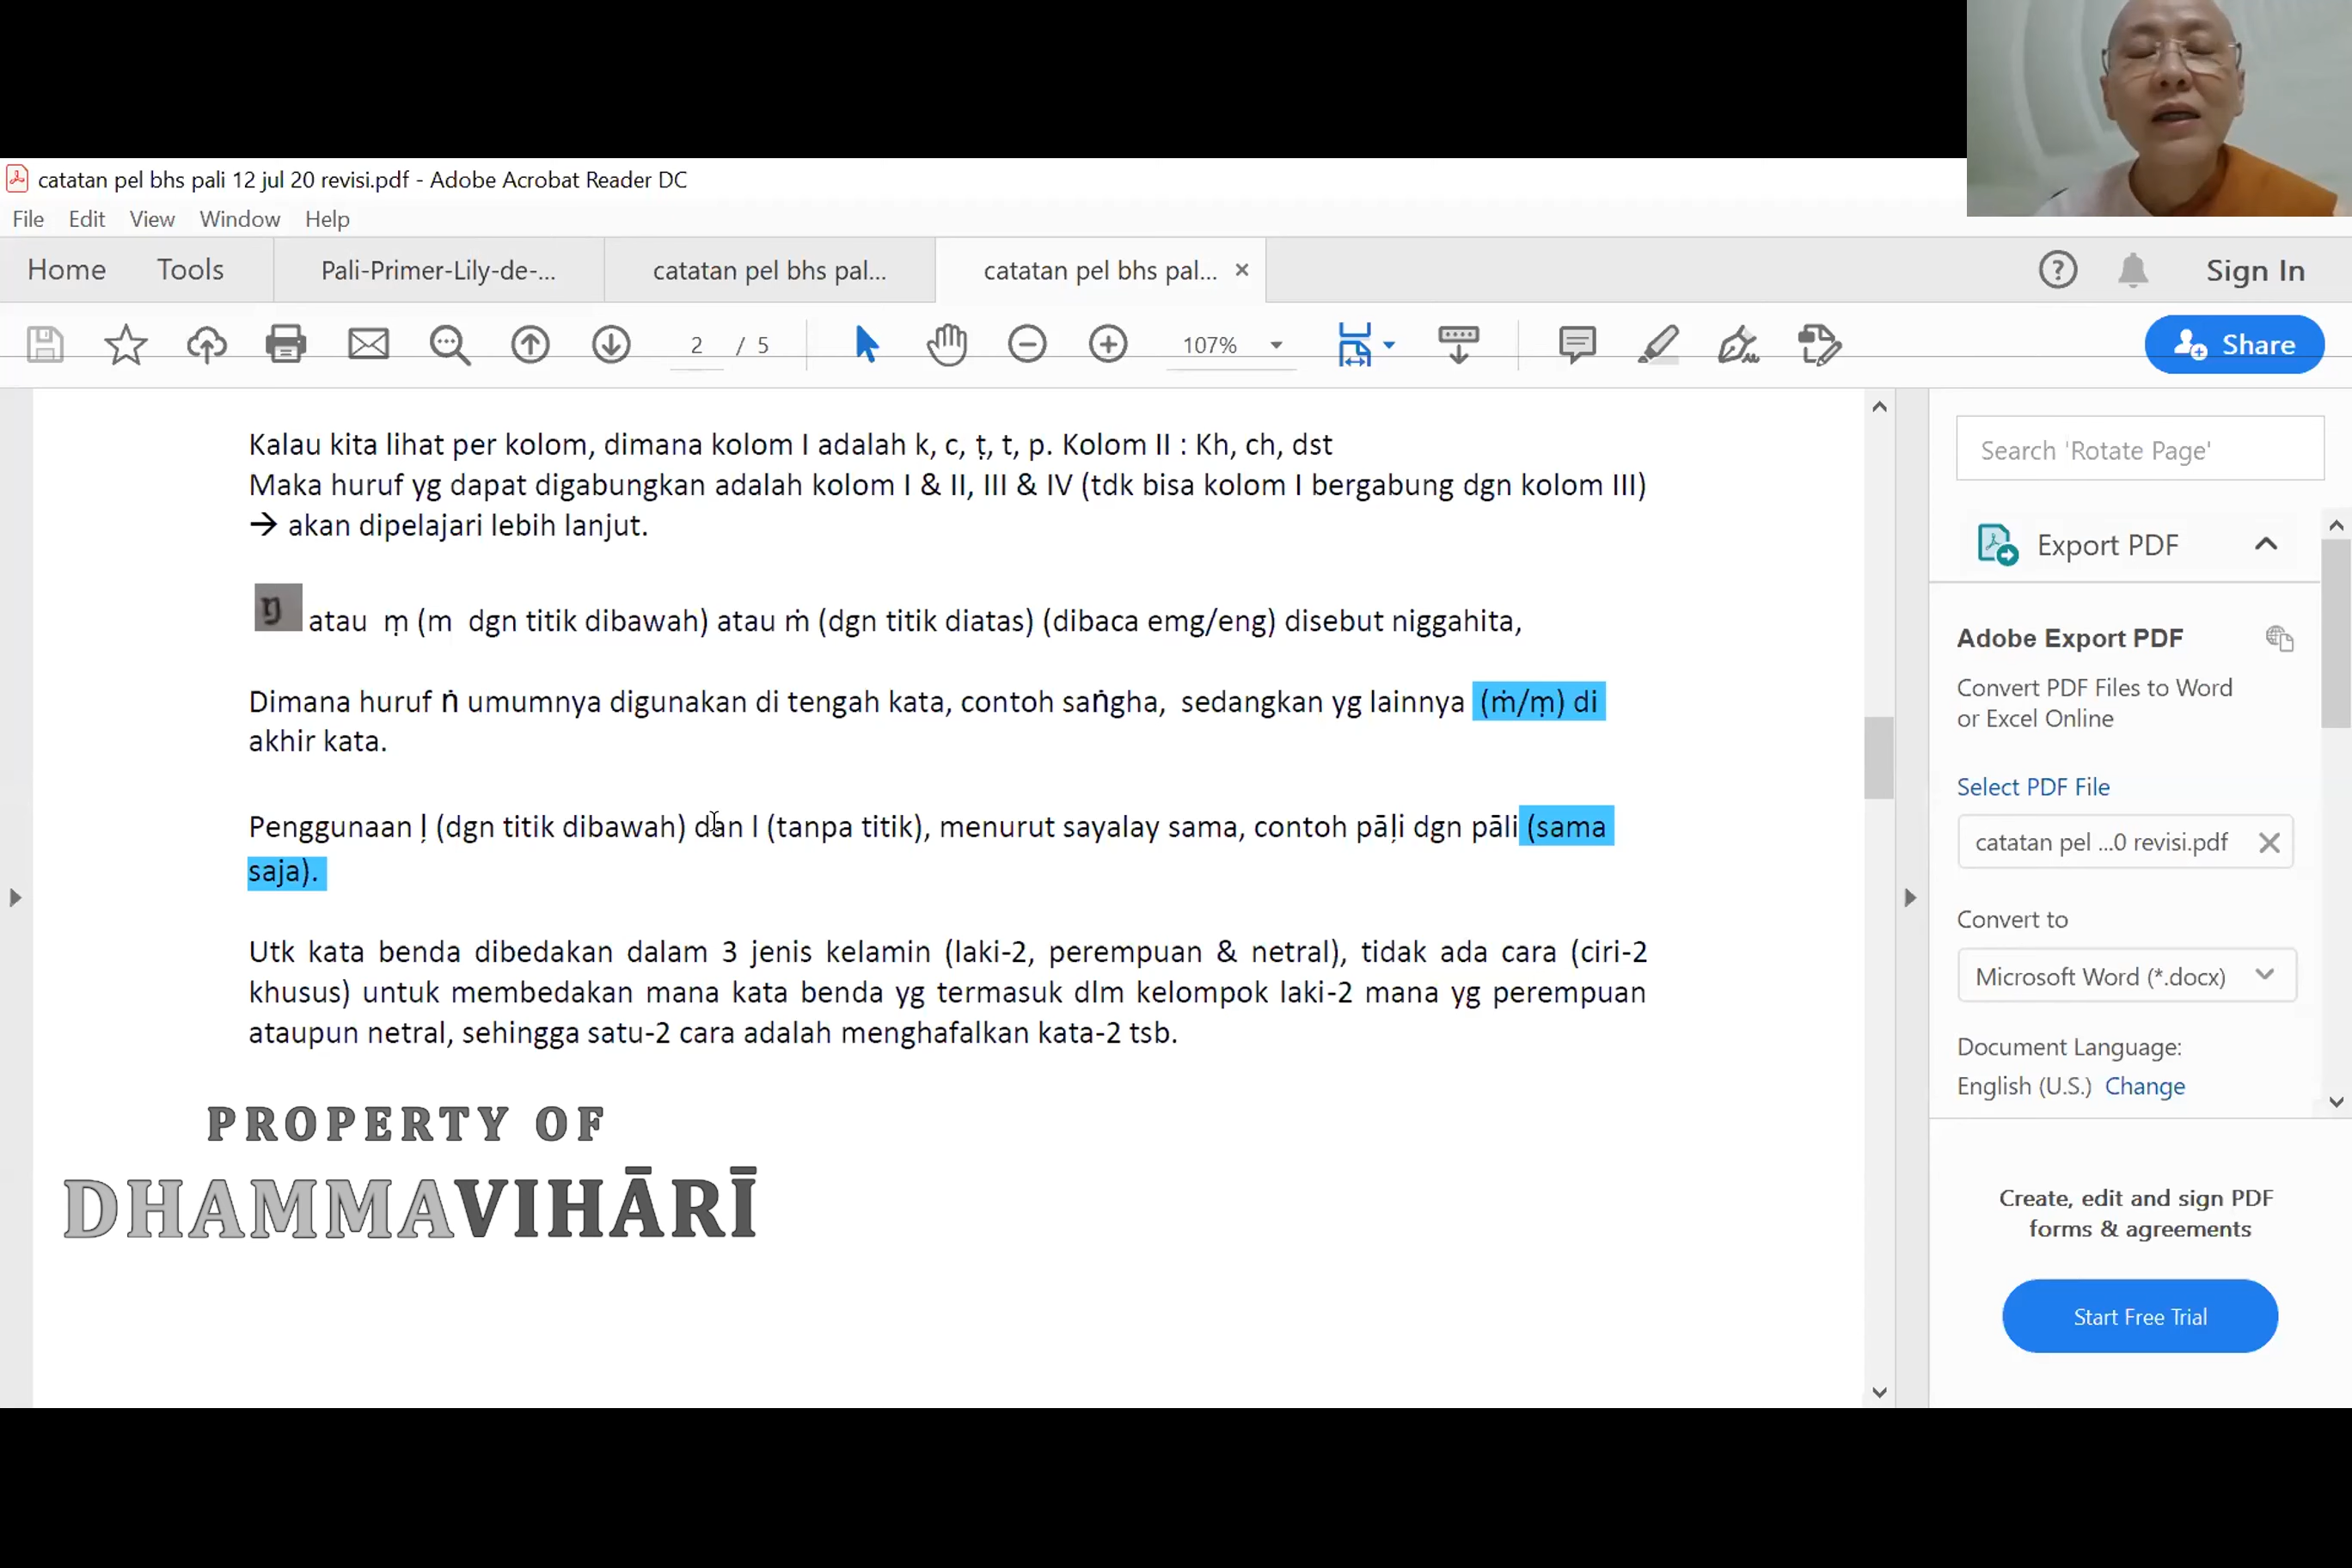 catatan pel bhs pali 12 jul 20 revisi.pdf - Adobe Acrobat Reader DC
File Edit View Window Help
Home Tools Pali-Primer-Lily-de-... catatan pel bhs pal... catatan pel bhs pal... × Sign In
2 / 5 107% Share
Kalau kita lihat per kolom, dimana kolom I adalah k, c, ṭ, t, p. Kolom II : Kh, ch, dst
Maka huruf yg dapat digabungkan adalah kolom I & II, III & IV (tdk bisa kolom I bergabung dgn kolom III)
→ akan dipelajari lebih lanjut.
ŋ atau ṃ (m dgn titik dibawah) atau ṁ (dgn titik diatas) (dibaca emg/eng) disebut niggahita,
Dimana huruf ṅ umumnya digunakan di tengah kata, contoh saṅgha, sedangkan yg lainnya (ṁ/ṃ) di
akhir kata.
Penggunaan ḷ (dgn titik dibawah) dan l (tanpa titik), menurut sayalay sama, contoh pāḷi dgn pāli (sama
saja).
Utk kata benda dibedakan dalam 3 jenis kelamin (laki-2, perempuan & netral), tidak ada cara (ciri-2
khusus) untuk membedakan mana kata benda yg termasuk dlm kelompok laki-2 mana yg perempuan
ataupun netral, sehingga satu-2 cara adalah menghafalkan kata-2 tsb.
PROPERTY OF
DHAMMAVIHĀRĪ
Search 'Rotate Page'
Export PDF
Adobe Export PDF
Convert PDF Files to Word
or Excel Online
Select PDF File
catatan pel ...0 revisi.pdf
Convert to
Microsoft Word (*.docx)
Document Language:
English (U.S.) Change
Create, edit and sign PDF
forms & agreements
Start Free Trial